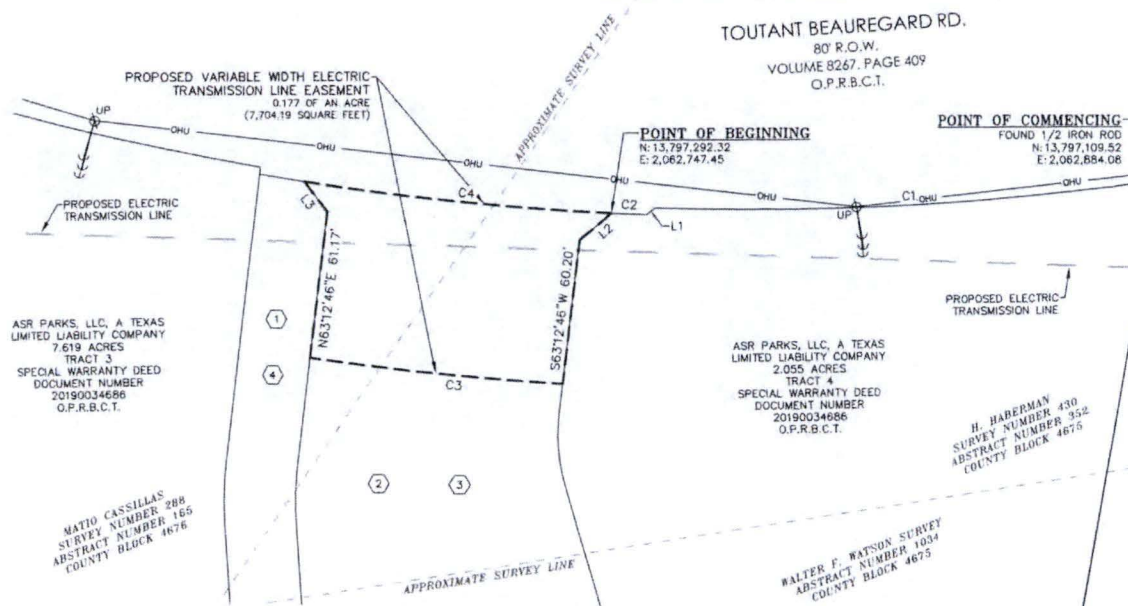 TOUTANT BEAUREGARD RD.
80' R.O.W.
VOLUME 8267, PAGE 409
O.P.R.B.C.T.
PROPOSED VARIABLE WIDTH ELECTRIC
TRANSMISSION LINE EASEMENT
0.177 OF AN ACRE
(7,704.19 SQUARE FEET)
APPROXIMATE SURVEY LINE
POINT OF BEGINNING
N: 13,797,292.32
E: 2,062,747.45
POINT OF COMMENCING
FOUND 1/2 IRON ROD
N: 13,797,109.52
E: 2,062,884.08
UP
OHU
OHU
OHU
OHU
OHU
OHU
C4
C2
C1
UP
L3
L2
L1
PROPOSED ELECTRIC
TRANSMISSION LINE
N63°12'46"E 61.17'
S63°12'46"W 60.20'
PROPOSED ELECTRIC
TRANSMISSION LINE
ASR PARKS, LLC, A TEXAS
LIMITED LIABILITY COMPANY
7.619 ACRES
TRACT 3
SPECIAL WARRANTY DEED
DOCUMENT NUMBER
20190034686
O.P.R.B.C.T.
1
4
C3
ASR PARKS, LLC, A TEXAS
LIMITED LIABILITY COMPANY
2.055 ACRES
TRACT 4
SPECIAL WARRANTY DEED
DOCUMENT NUMBER
20190034686
O.P.R.B.C.T.
H. HABERMAN
SURVEY NUMBER 430
ABSTRACT NUMBER 352
COUNTY BLOCK 4675
2
3
MATIO CASSILLAS
SURVEY NUMBER 288
ABSTRACT NUMBER 165
COUNTY BLOCK 4676
APPROXIMATE SURVEY LINE
WALTER F. WATSON SURVEY
ABSTRACT NUMBER 1034
COUNTY BLOCK 4675